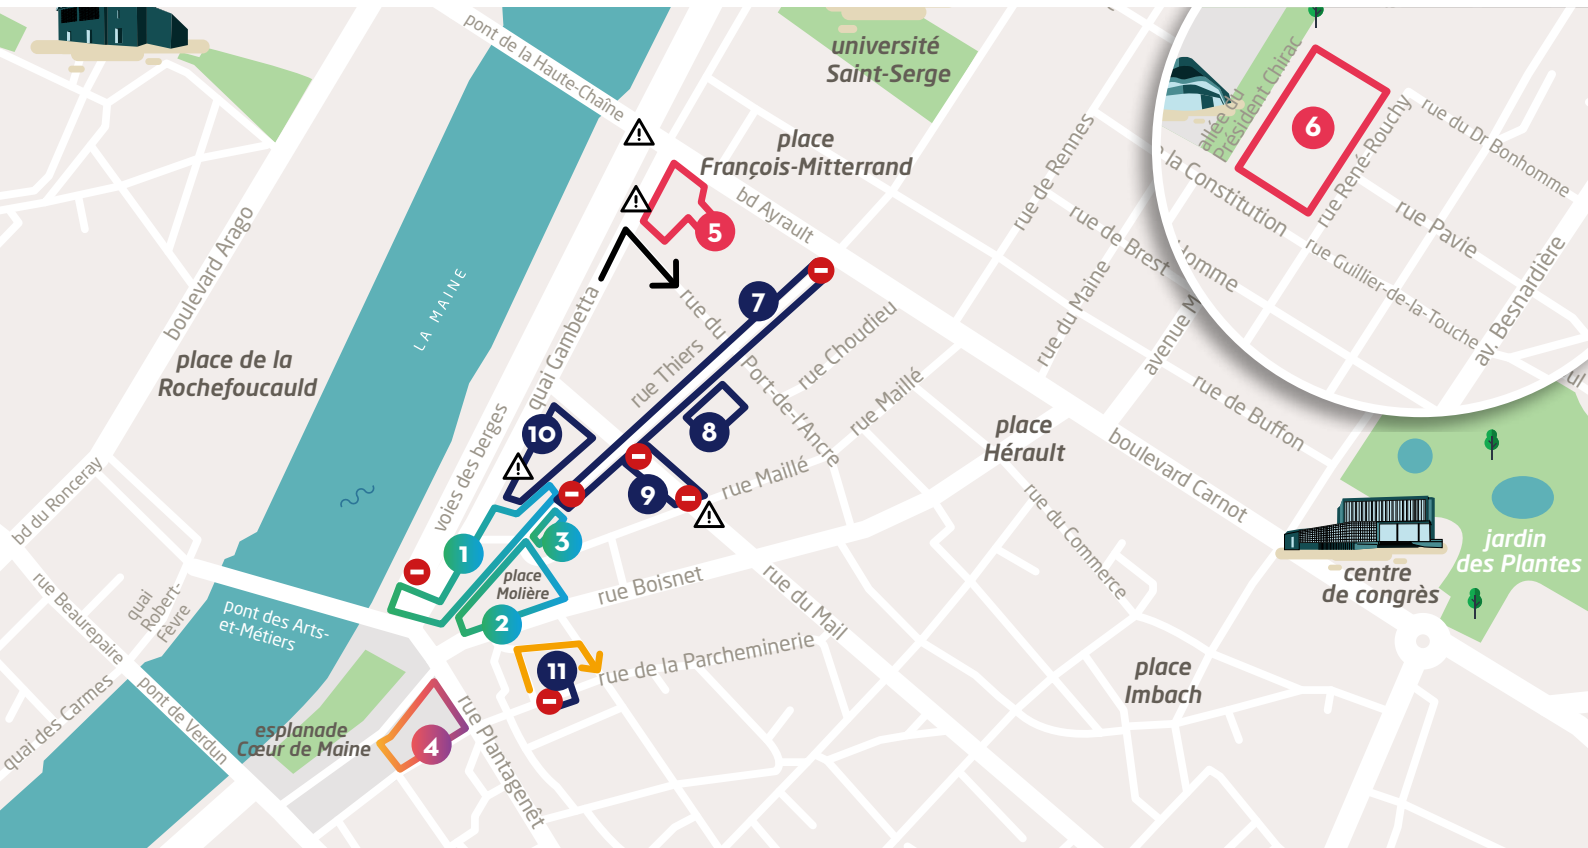 pont de la Haute-Chaîne
université
Saint-Serge
place
François-Mitterrand
bd Ayrault
rue de Rennes
rue de Brest
rue du Maine
avenue M
Homme
allée du
Président Chirac
6
rue René-Rouchy
rue du Dr Bonhomme
la Constitution
rue Pavie
rue Guillier-de-la-Touche
av. Besnardière
ul
boulevard Arago
LA MAINE
place de la
Rochefoucauld
5
7
quai Gambetta
rue Thiers
rue du
Port-de-l'Ancre
rue Choudieu
rue Maillé
8
10
9
rue Maillé
voies des berges
place
Hérault
rue de Buffon
boulevard Carnot
rue du Commerce
jardin
des Plantes
centre
de congrès
bd du Ronceray
1
3
place
Molière
2
rue Boisnet
rue du Mail
rue Beaurepaire
quai
Robert-
Fèvre
pont des Arts-
et-Métiers
11
rue de la Parcheminerie
place
Imbach
quai des Carmes
pont de Verdun
esplanade
Cœur de Maine
4
rue Plantagenêt